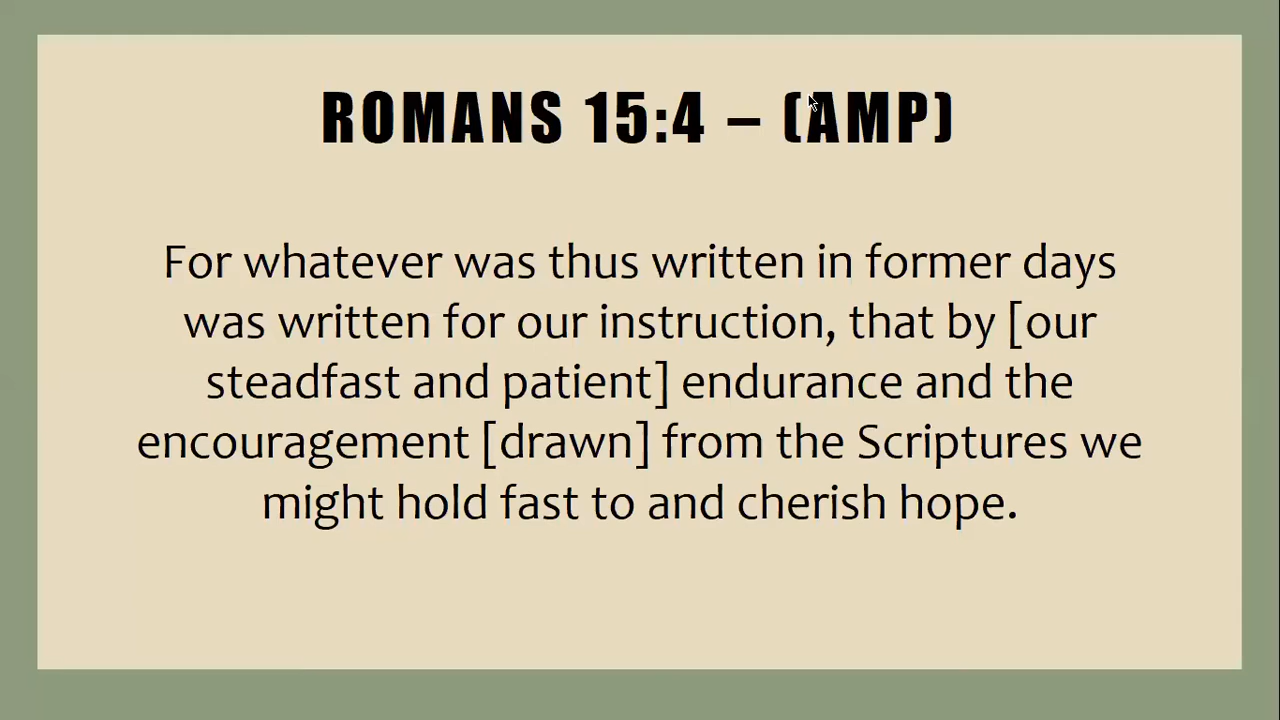 ROMANS 15:4 – (AMP)
For whatever was thus written in former days
was written for our instruction, that by [our
steadfast and patient] endurance and the
encouragement [drawn] from the Scriptures we
might hold fast to and cherish hope.